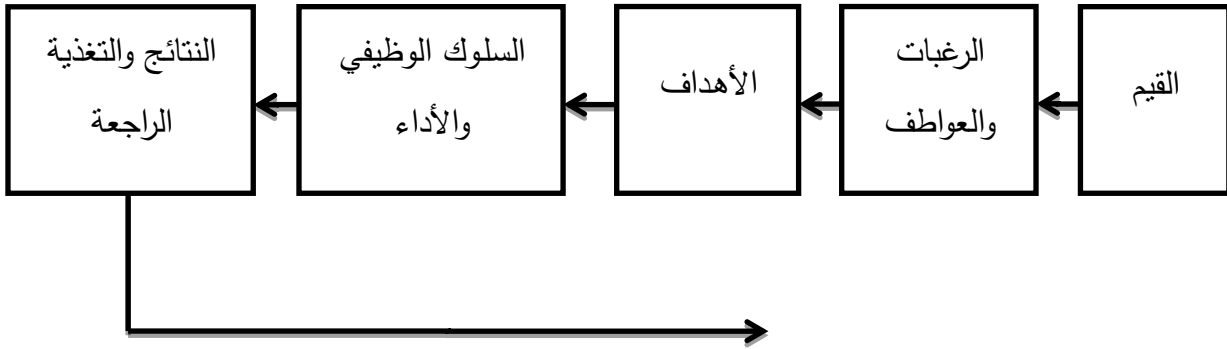 القيم
الرغبات
والعواطف
الأهداف
السلوك الوظيفي
والأداء
النتائج والتغذية
الراجعة